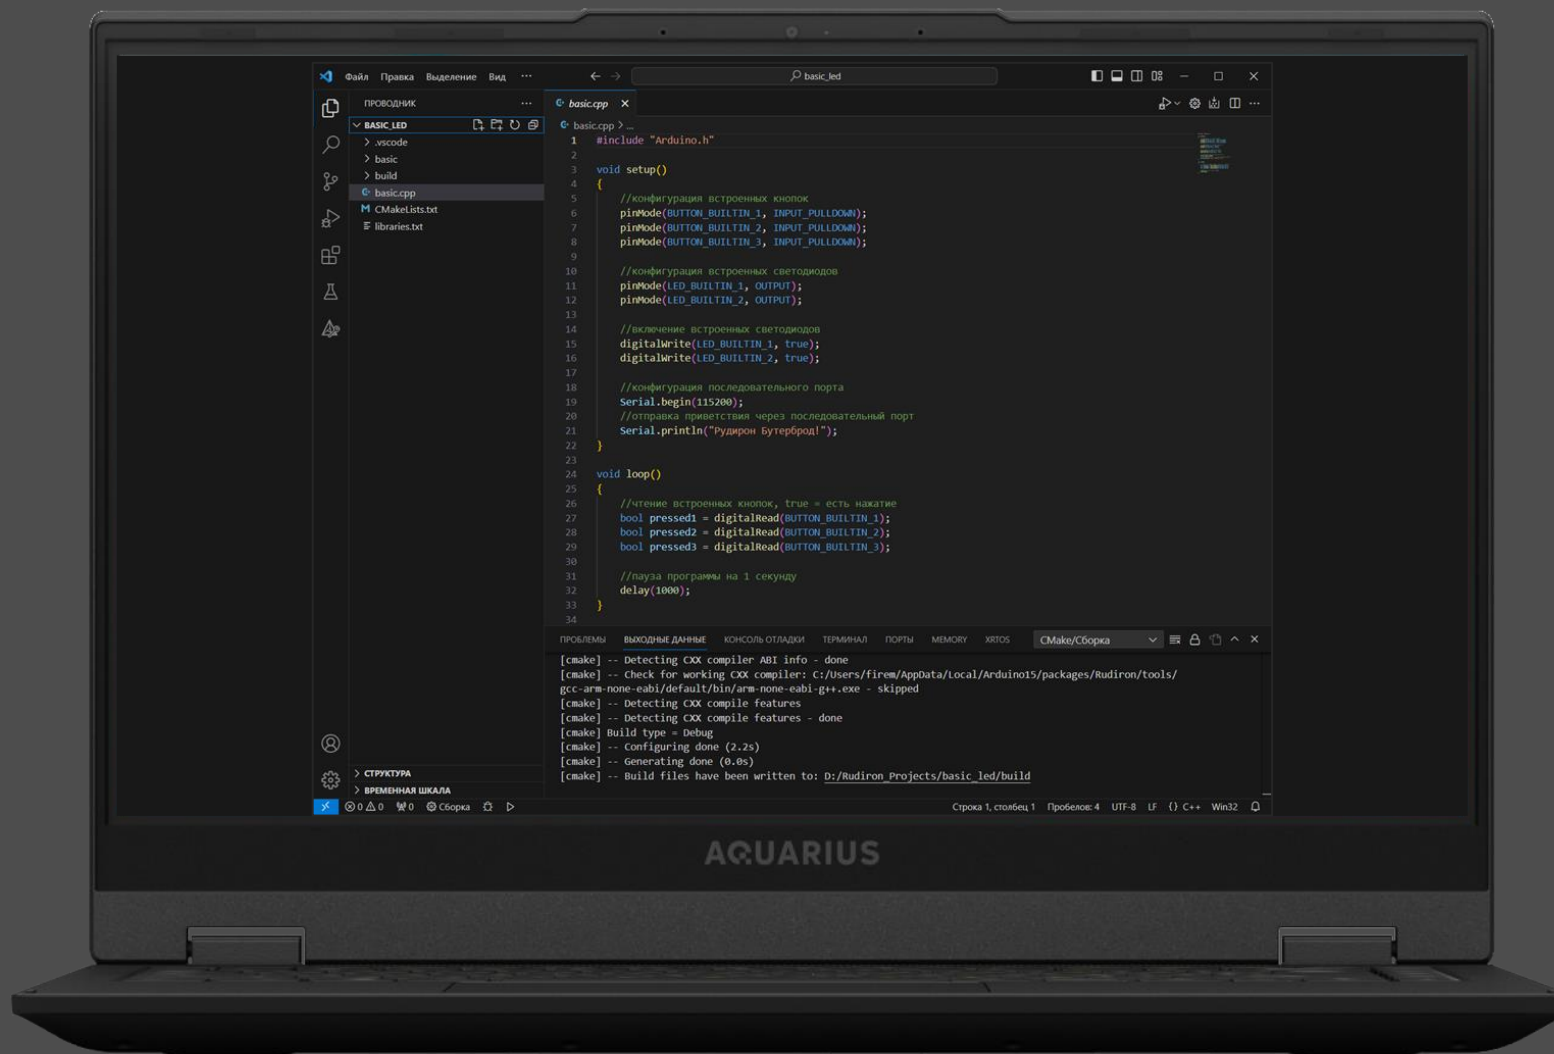 Файл Правка Выделение Вид ... basic_led
ПРОВОДНИК ...
BASIC_LED
.vscode
basic
build
basic.cpp
CMakeLists.txt
libraries.txt
СТРУКТУРА
ВРЕМЕННАЯ ШКАЛА
basic.cpp
basic.cpp > ...
1 #include "Arduino.h"
2
3 void setup()
4 {
5 //конфигурация встроенных кнопок
6 pinMode(BUTTON_BUILTIN_1, INPUT_PULLDOWN);
7 pinMode(BUTTON_BUILTIN_2, INPUT_PULLDOWN);
8 pinMode(BUTTON_BUILTIN_3, INPUT_PULLDOWN);
9
10 //конфигурация встроенных светодиодов
11 pinMode(LED_BUILTIN_1, OUTPUT);
12 pinMode(LED_BUILTIN_2, OUTPUT);
13
14 //включение встроенных светодиодов
15 digitalWrite(LED_BUILTIN_1, true);
16 digitalWrite(LED_BUILTIN_2, true);
17
18 //конфигурация последовательного порта
19 Serial.begin(115200);
20 //отправка приветствия через последовательный порт
21 Serial.println("Рудирон Бутерброд!");
22 }
23
24 void loop()
25 {
26 //чтение встроенных кнопок, true = есть нажатие
27 bool pressed1 = digitalRead(BUTTON_BUILTIN_1);
28 bool pressed2 = digitalRead(BUTTON_BUILTIN_2);
29 bool pressed3 = digitalRead(BUTTON_BUILTIN_3);
30
31 //пауза программы на 1 секунду
32 delay(1000);
33 }
34
ПРОБЛЕМЫ ВЫХОДНЫЕ ДАННЫЕ КОНСОЛЬ ОТЛАДКИ ТЕРМИНАЛ ПОРТЫ MEMORY XRTOS CMake/Сборка
[cmake] -- Detecting CXX compiler ABI info - done
[cmake] -- Check for working CXX compiler: C:/Users/firem/AppData/Local/Arduino15/packages/Rudiron/tools/
gcc-arm-none-eabi/default/bin/arm-none-eabi-g++.exe - skipped
[cmake] -- Detecting CXX compile features
[cmake] -- Detecting CXX compile features - done
[cmake] Build type = Debug
[cmake] -- Configuring done (2.2s)
[cmake] -- Generating done (0.0s)
[cmake] -- Build files have been written to: D:/Rudiron_Projects/basic_led/build
0 0 0 Сборка Строка 1, столбец 1 Пробелов: 4 UTF-8 LF {} C++ Win32
AQUARIUS